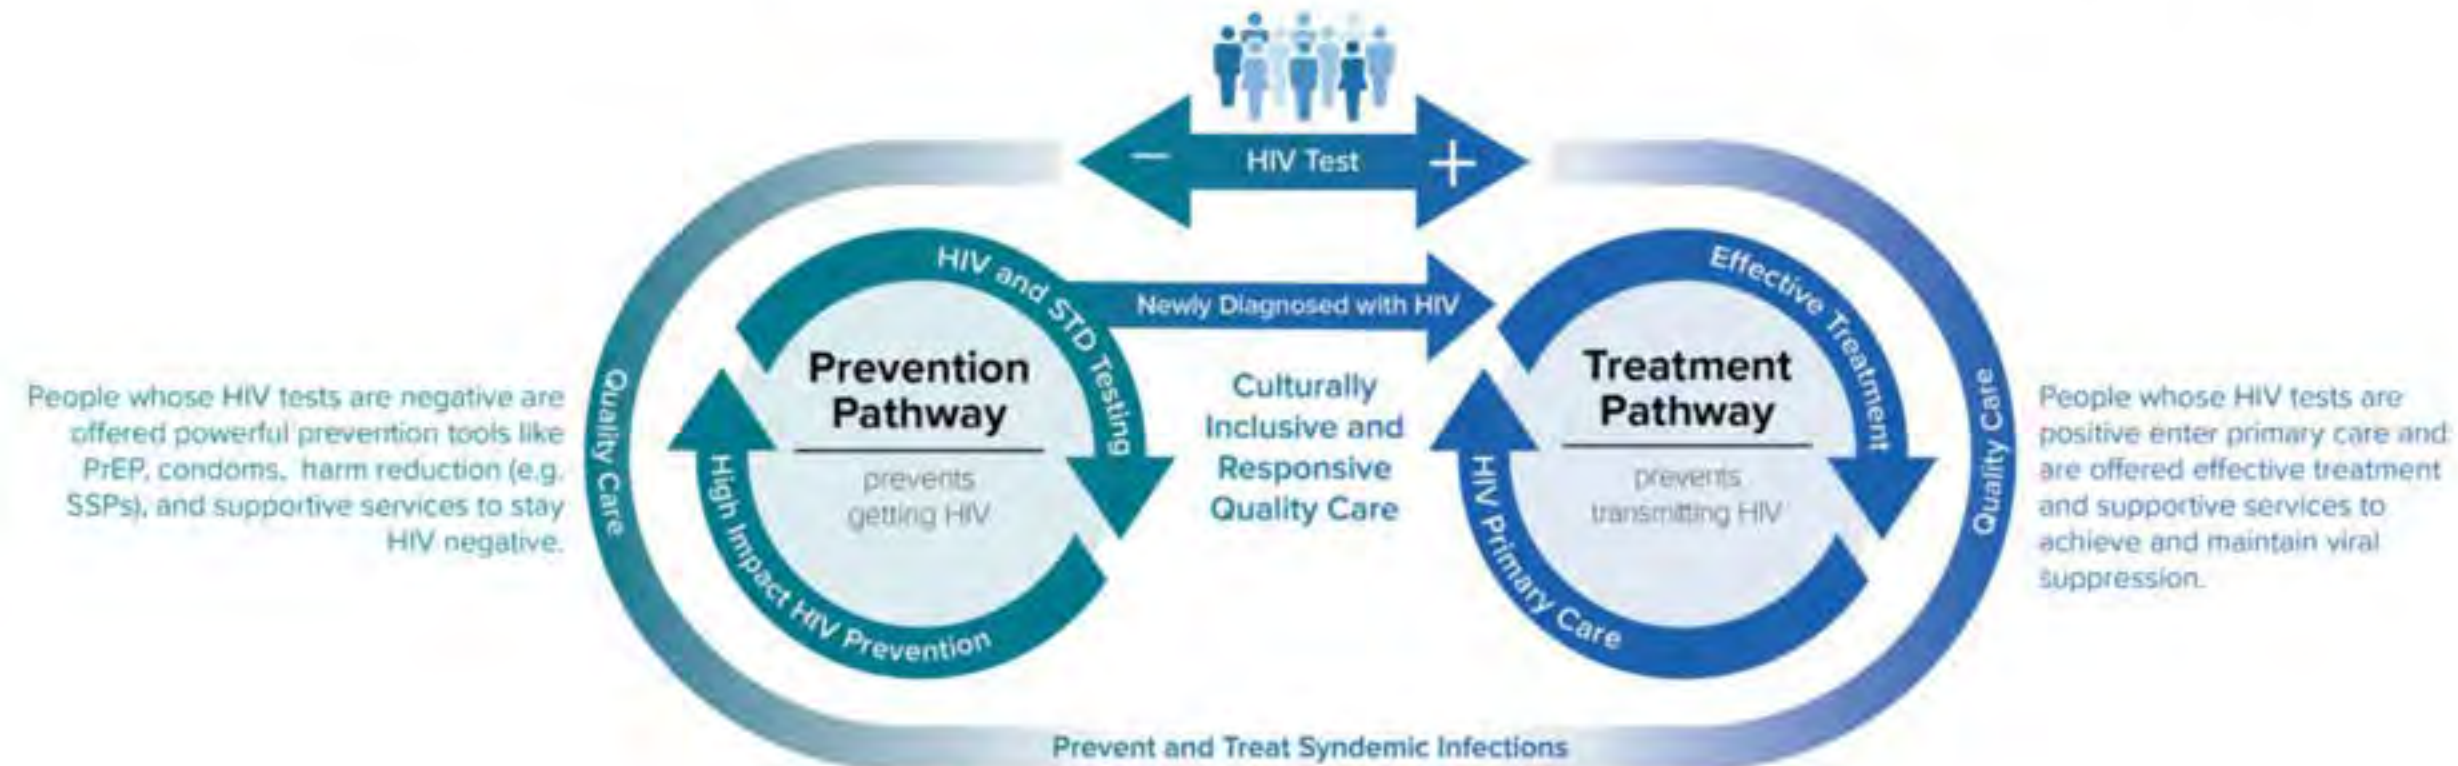 − HIV Test +
HIV and STD Testing
Newly Diagnosed with HIV
Effective Treatment
Prevention
Pathway
prevents
getting HIV
High Impact HIV Prevention
Culturally
Inclusive and
Responsive
Quality Care
Treatment
Pathway
prevents
transmitting HIV
HIV Primary Care
Quality Care
Quality Care
People whose HIV tests are negative are
offered powerful prevention tools like
PrEP, condoms, harm reduction (e.g.
SSPs), and supportive services to stay
HIV negative.
People whose HIV tests are
positive enter primary care and
are offered effective treatment
and supportive services to
achieve and maintain viral
suppression.
Prevent and Treat Syndemic Infections